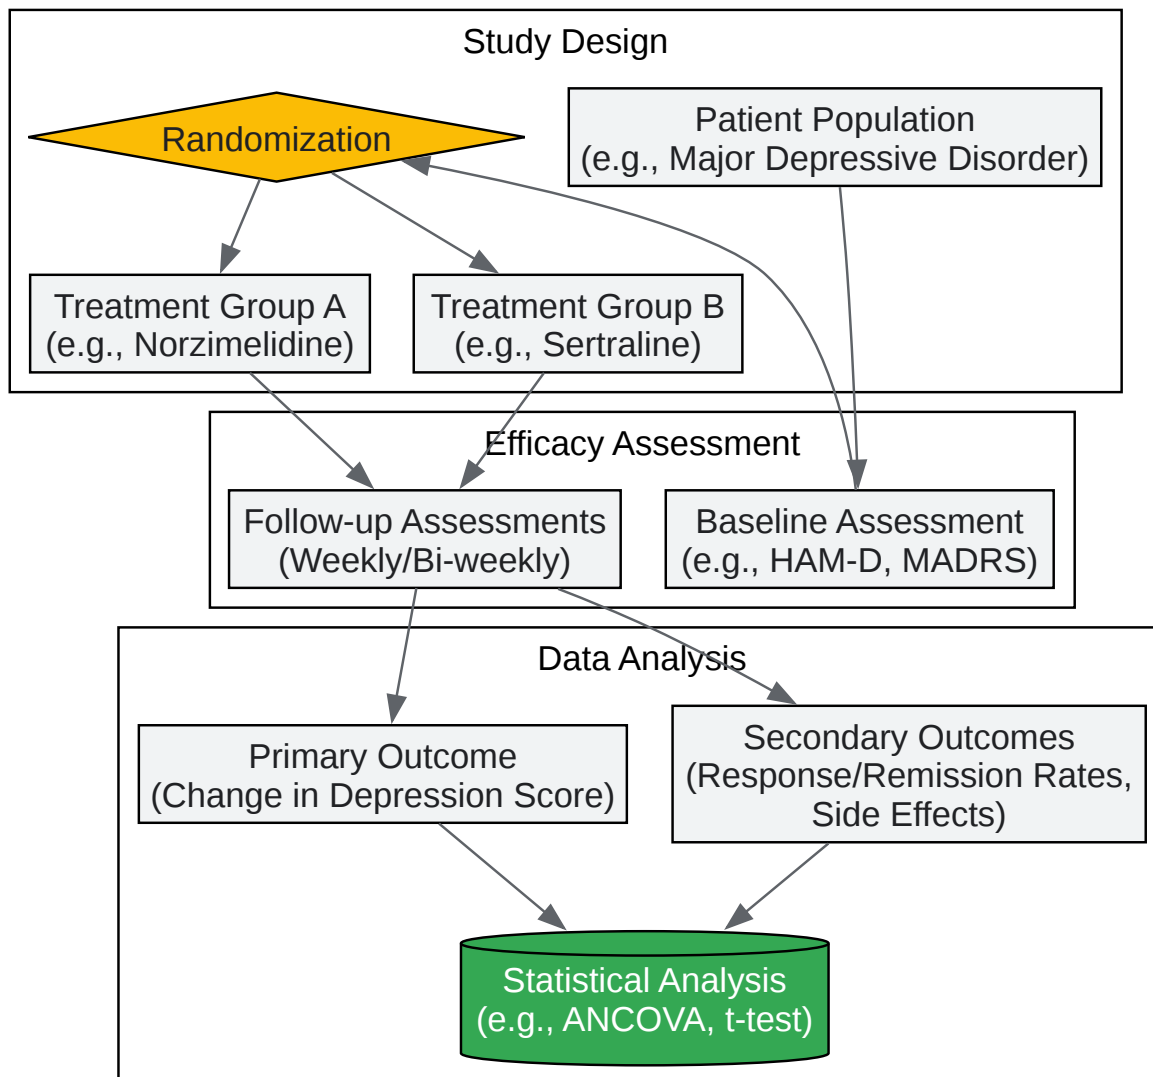 Study Design
Randomization
Patient Population
(e.g., Major Depressive Disorder)
Treatment Group A
(e.g., Norzimelidine)
Treatment Group B
(e.g., Sertraline)
Efficacy Assessment
Follow-up Assessments
(Weekly/Bi-weekly)
Baseline Assessment
(e.g., HAM-D, MADRS)
Data Analysis
Primary Outcome
(Change in Depression Score)
Secondary Outcomes
(Response/Remission Rates,
Side Effects)
Statistical Analysis
(e.g., ANCOVA, t-test)